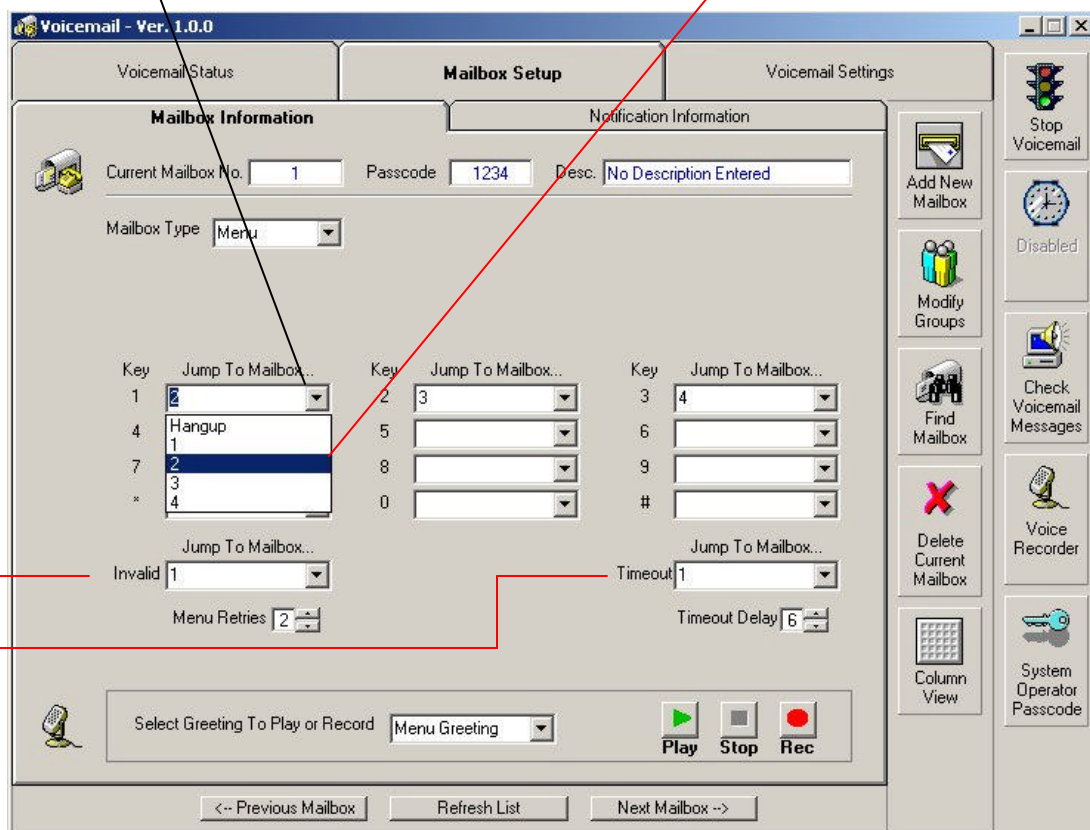 Voicemail - Ver. 1.0.0
Voicemail Status
Mailbox Setup
Voicemail Settings
Mailbox Information
Notification Information
Current Mailbox No. 1 Passcode 1234 Desc. No Description Entered
Mailbox Type Menu
Key Jump To Mailbox... Key Jump To Mailbox... Key Jump To Mailbox...
1 2 2 3 3 4
4 5 6
7 8 9
* 0 #
Hangup
1
2
3
4
Jump To Mailbox... Jump To Mailbox...
Invalid 1 Timeout 1
Menu Retries 2 Timeout Delay 6
Select Greeting To Play or Record Menu Greeting
Play Stop Rec
<-- Previous Mailbox Refresh List Next Mailbox -->
Add New
Mailbox
Modify
Groups
Find
Mailbox
Delete
Current
Mailbox
Column
View
Stop
Voicemail
Disabled
Check
Voicemail
Messages
Voice
Recorder
System
Operator
Passcode